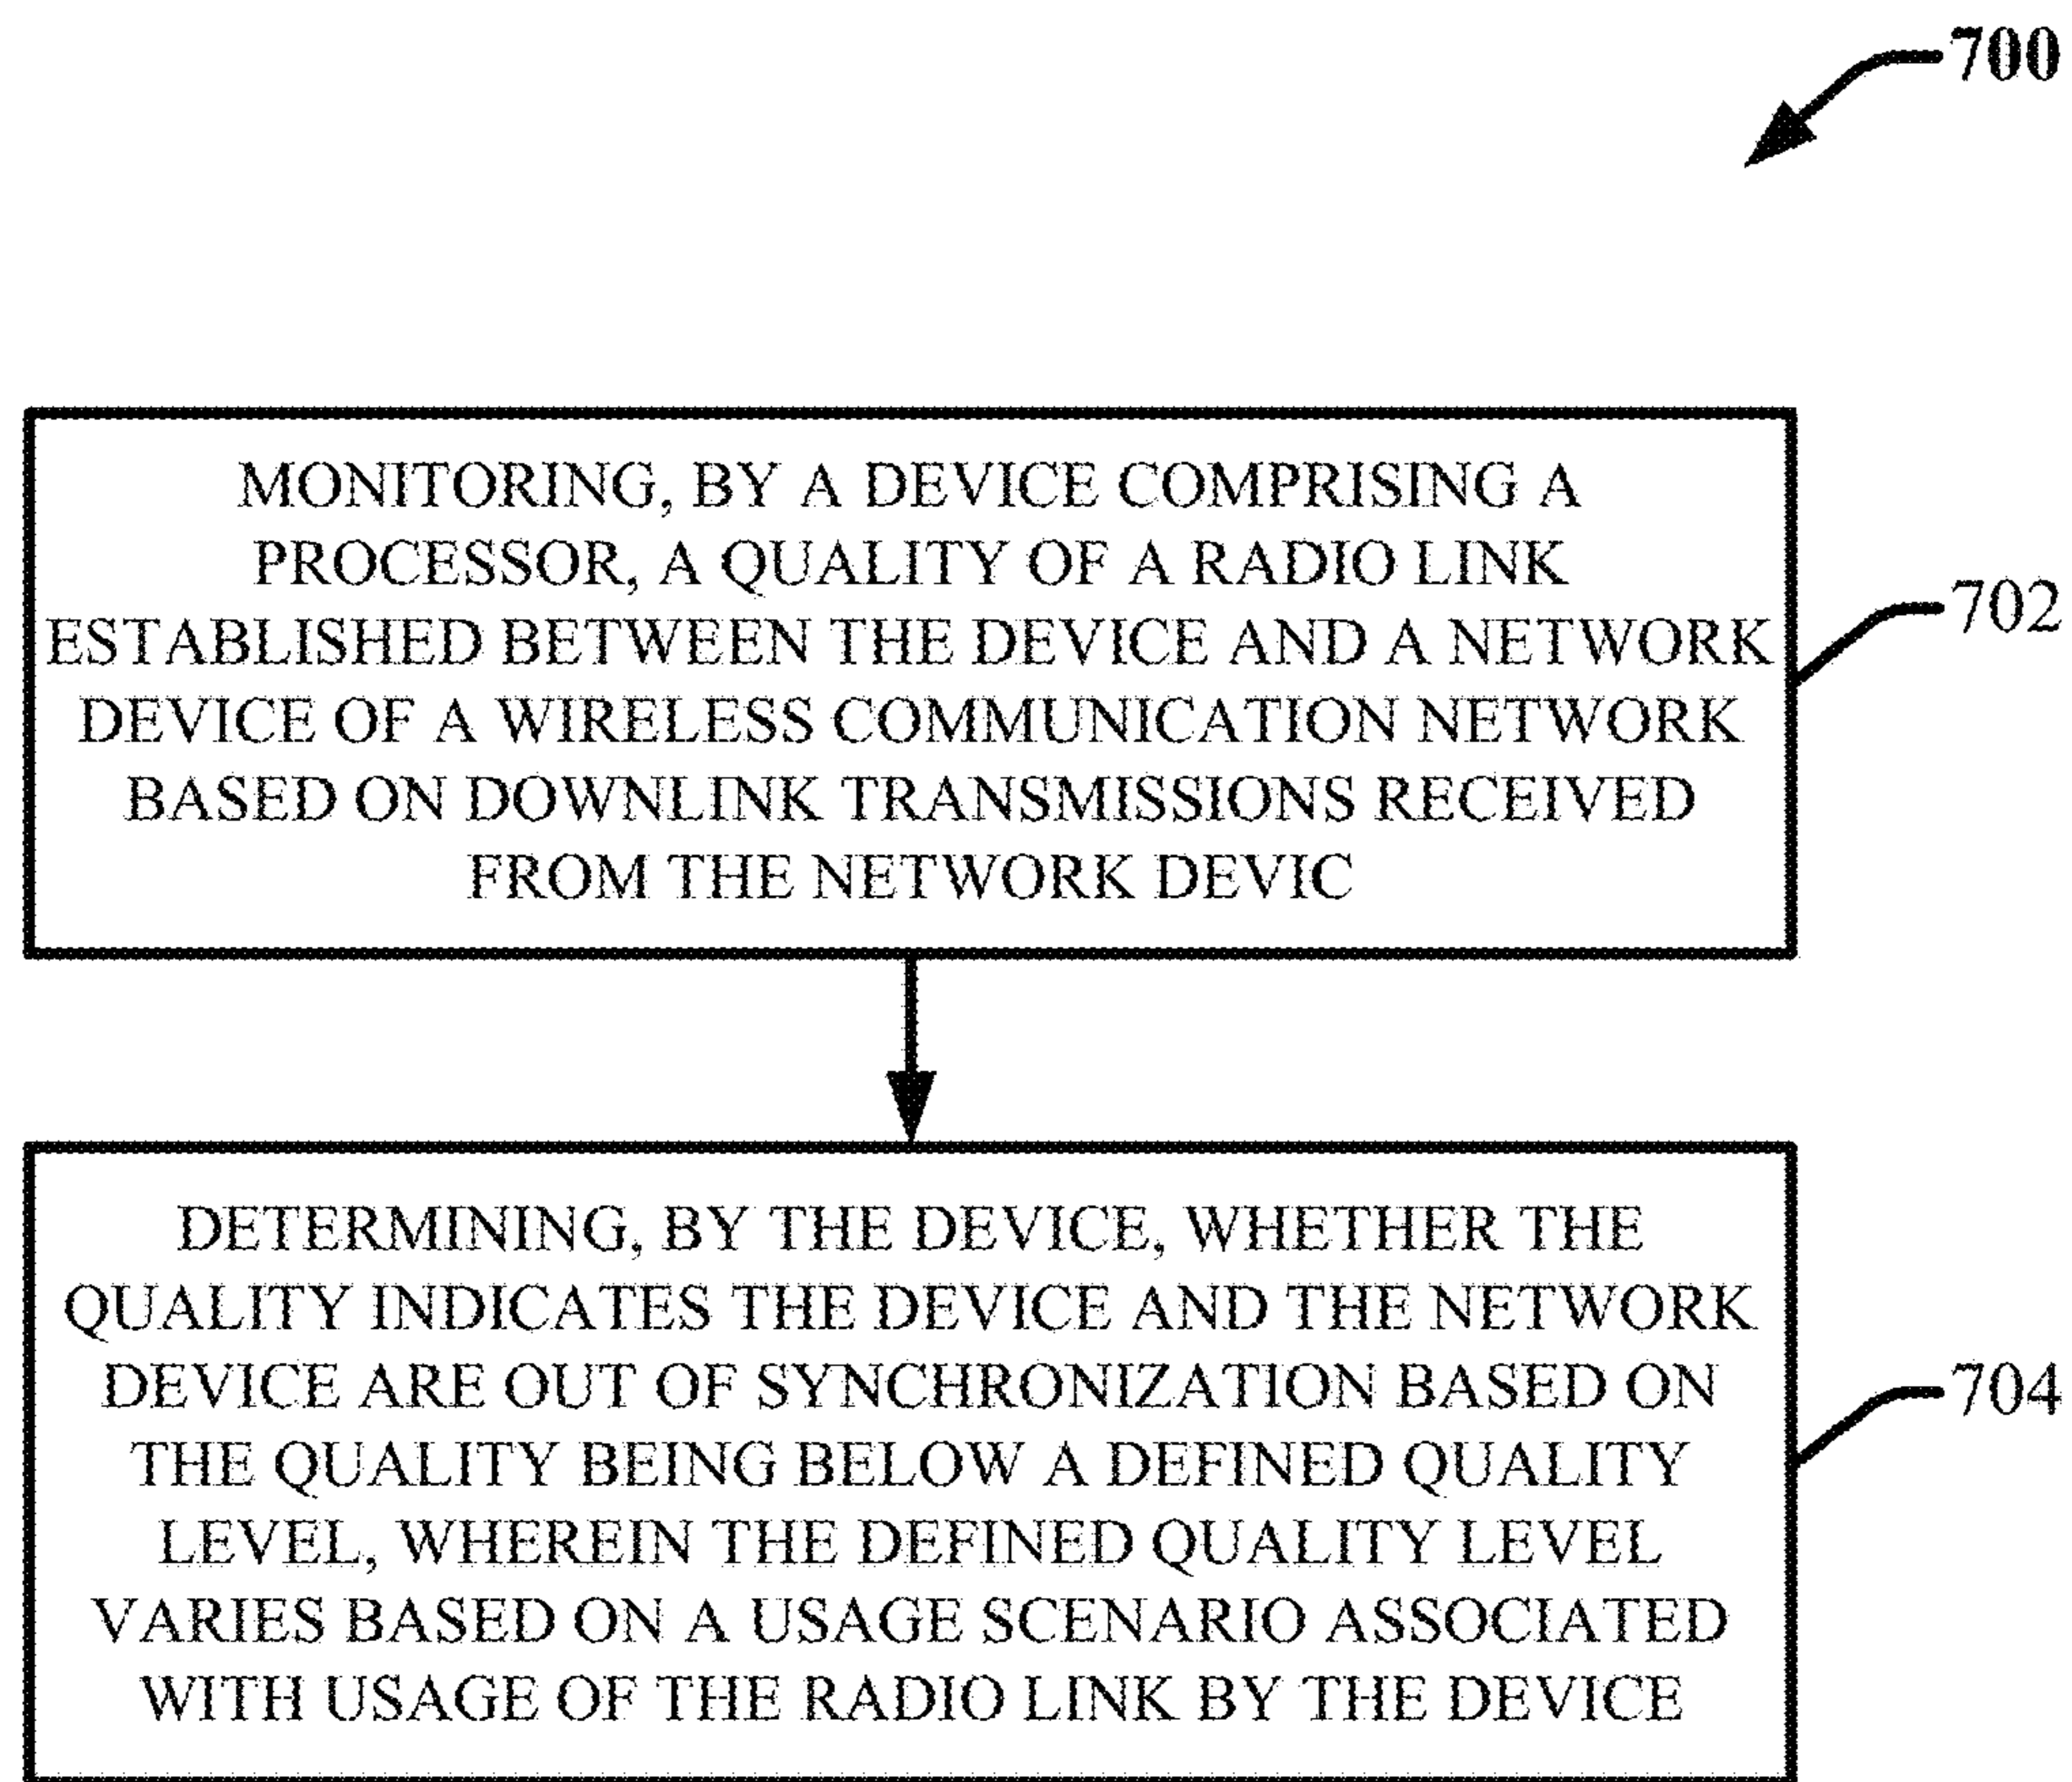 700
MONITORING, BY A DEVICE COMPRISING A
PROCESSOR, A QUALITY OF A RADIO LINK
ESTABLISHED BETWEEN THE DEVICE AND A NETWORK
DEVICE OF A WIRELESS COMMUNICATION NETWORK
BASED ON DOWNLINK TRANSMISSIONS RECEIVED
FROM THE NETWORK DEVIC
702
DETERMINING, BY THE DEVICE, WHETHER THE
QUALITY INDICATES THE DEVICE AND THE NETWORK
DEVICE ARE OUT OF SYNCHRONIZATION BASED ON
THE QUALITY BEING BELOW A DEFINED QUALITY
LEVEL, WHEREIN THE DEFINED QUALITY LEVEL
VARIES BASED ON A USAGE SCENARIO ASSOCIATED
WITH USAGE OF THE RADIO LINK BY THE DEVICE
704